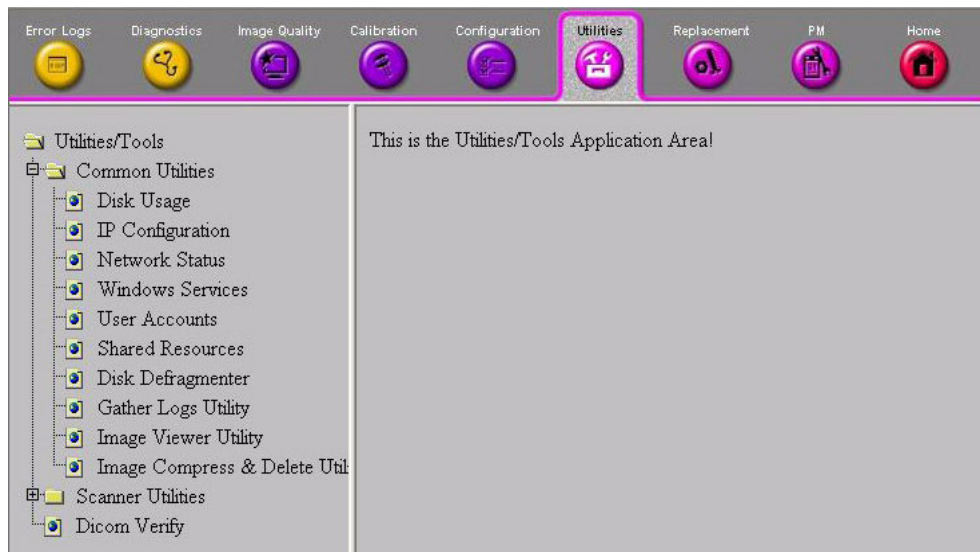 Error Logs Diagnostics Image Quality Calibration Configuration Utilities Replacement PM Home
Utilities/Tools
Common Utilities
Disk Usage
IP Configuration
Network Status
Windows Services
User Accounts
Shared Resources
Disk Defragmenter
Gather Logs Utility
Image Viewer Utility
Image Compress & Delete Util
Scanner Utilities
Dicom Verify
This is the Utilities/Tools Application Area!